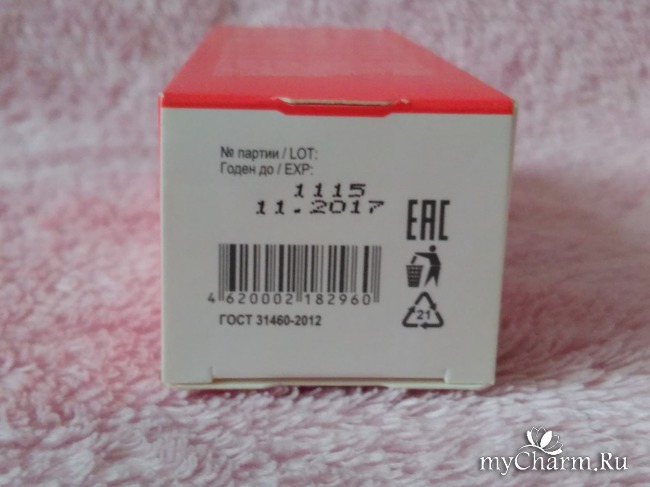 № партии / LOT:
Годен до / EXP:
1115
11.2017
EAC
4 620002 182960
21
ГОСТ 31460-2012
myCharm.Ru